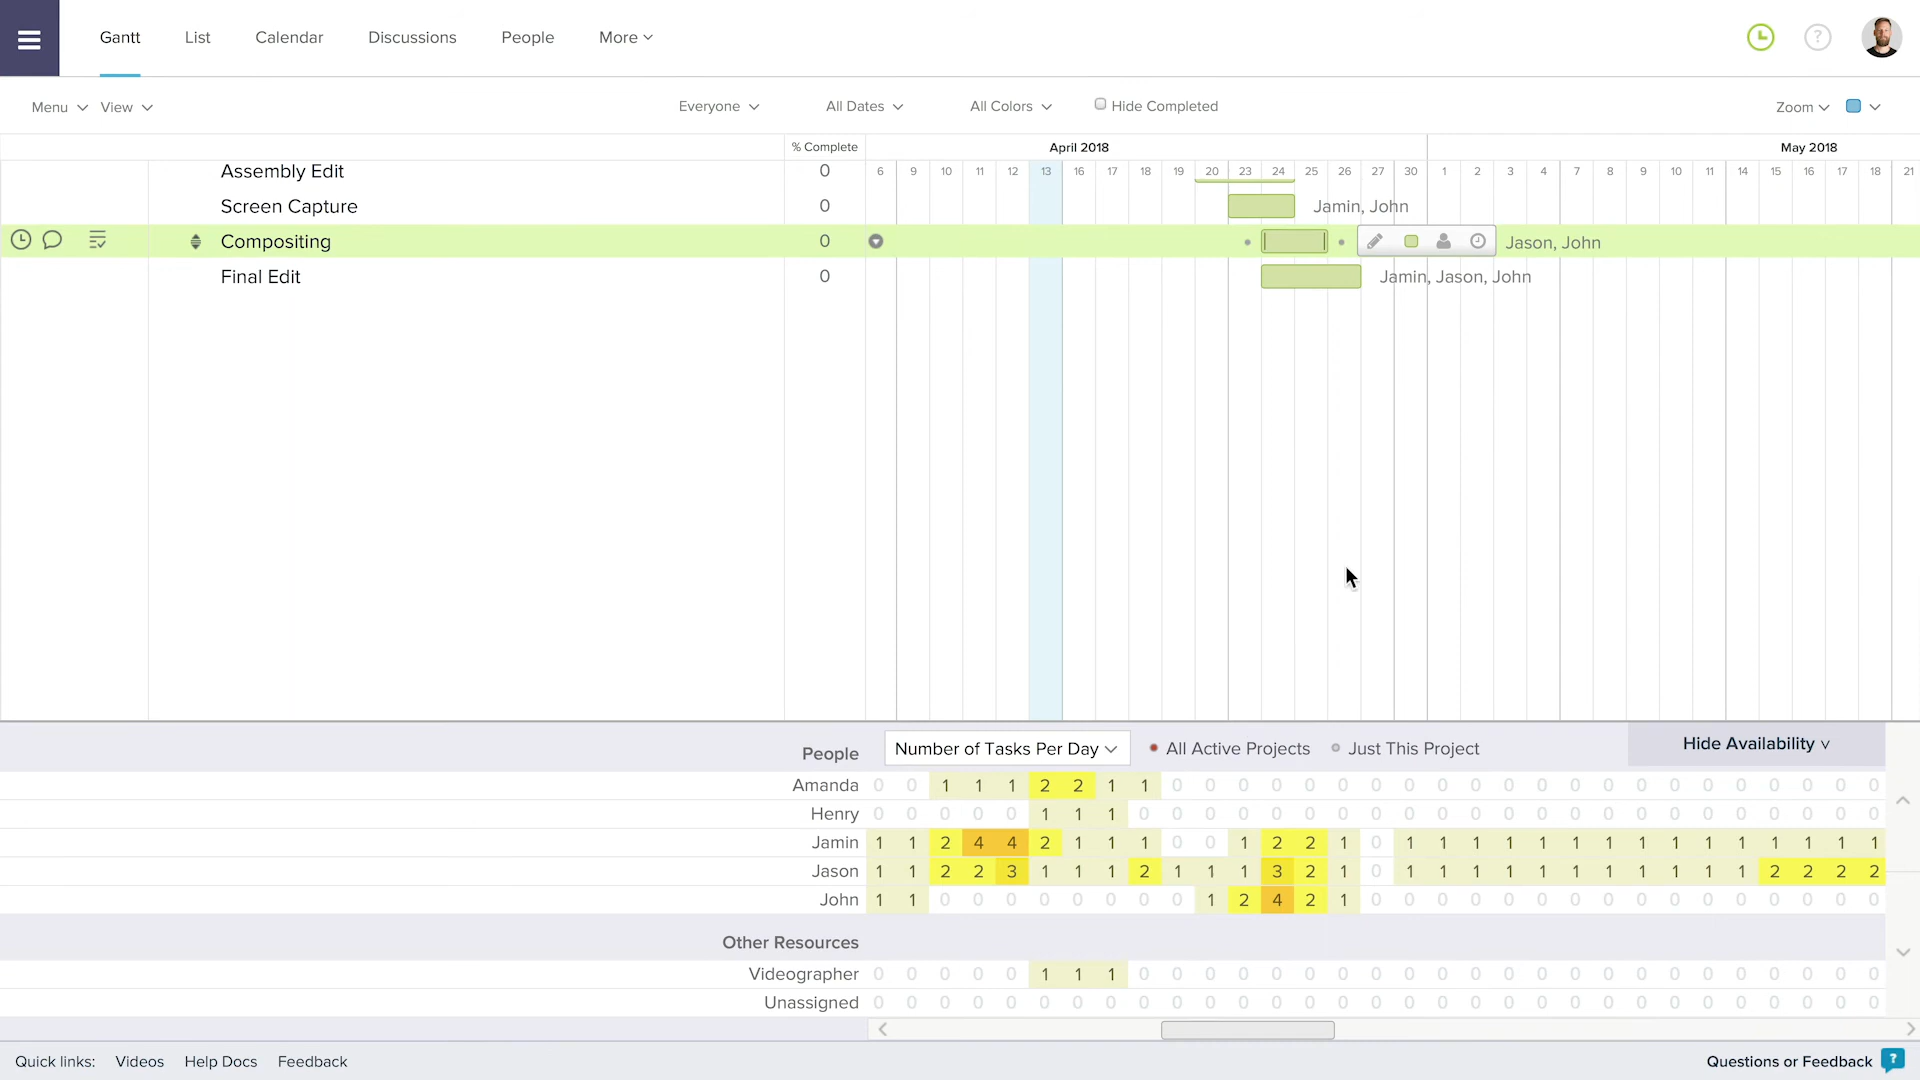 Gantt List Calendar Discussions People More ?
Menu View Everyone All Dates All Colors Hide Completed Zoom
% Complete April 2018 May 2018
6 9 10 11 12 13 16 17 18 19 20 23 24 25 26 27 30 1 2 3 4 7 8 9 10 11 14 15 16 17 18 21
Assembly Edit 0
Screen Capture 0 Jamin, John
Compositing 0 Jason, John
Final Edit 0 Jamin, Jason, John
People Number of Tasks Per Day All Active Projects Just This Project Hide Availability
Amanda 0 0 1 1 1 2 2 1 1 0 0 0 0 0 0 0 0 0 0 0 0 0 0 0 0 0 0 0 0 0 0
Henry 0 0 0 0 0 1 1 1 0 0 0 0 0 0 0 0 0 0 0 0 0 0 0 0 0 0 0 0 0 0 0
Jamin 1 1 2 4 4 2 1 1 1 0 0 1 2 2 1 0 1 1 1 1 1 1 1 1 1 1 1 1 1 1 1
Jason 1 1 2 2 3 1 1 1 2 1 1 1 3 2 1 0 1 1 1 1 1 1 1 1 1 1 1 2 2 2 2
John 1 1 0 0 0 0 0 0 0 0 1 2 4 2 1 0 0 0 0 0 0 0 0 0 0 0 0 0 0 0 0
Other Resources
Videographer 0 0 0 0 0 1 1 1 0 0 0 0 0 0 0 0 0 0 0 0 0 0 0 0 0 0 0 0 0 0 0
Unassigned 0 0 0 0 0 0 0 0 0 0 0 0 0 0 0 0 0 0 0 0 0 0 0 0 0 0 0 0 0 0 0
Quick links: Videos Help Docs Feedback Questions or Feedback ?